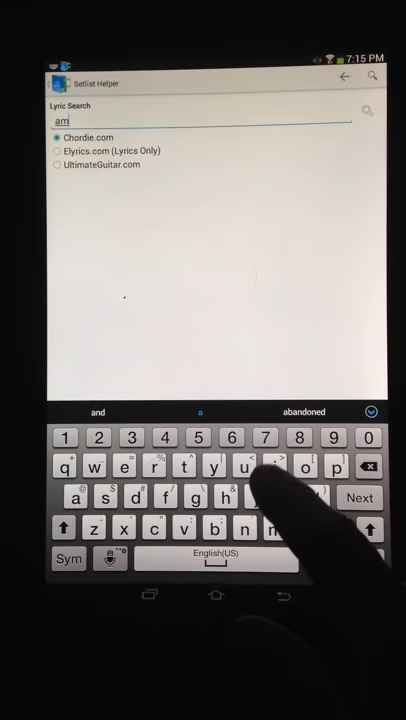 7:15 PM
Setlist Helper
Lyric Search
am
Chordie.com
Elyrics.com (Lyrics Only)
UltimateGuitar.com
and a abandoned
1 2 3 4 5 6 7 8 9 0
q w e r t y u o p
a s d f g h Next
z x c v b n
Sym English(US)